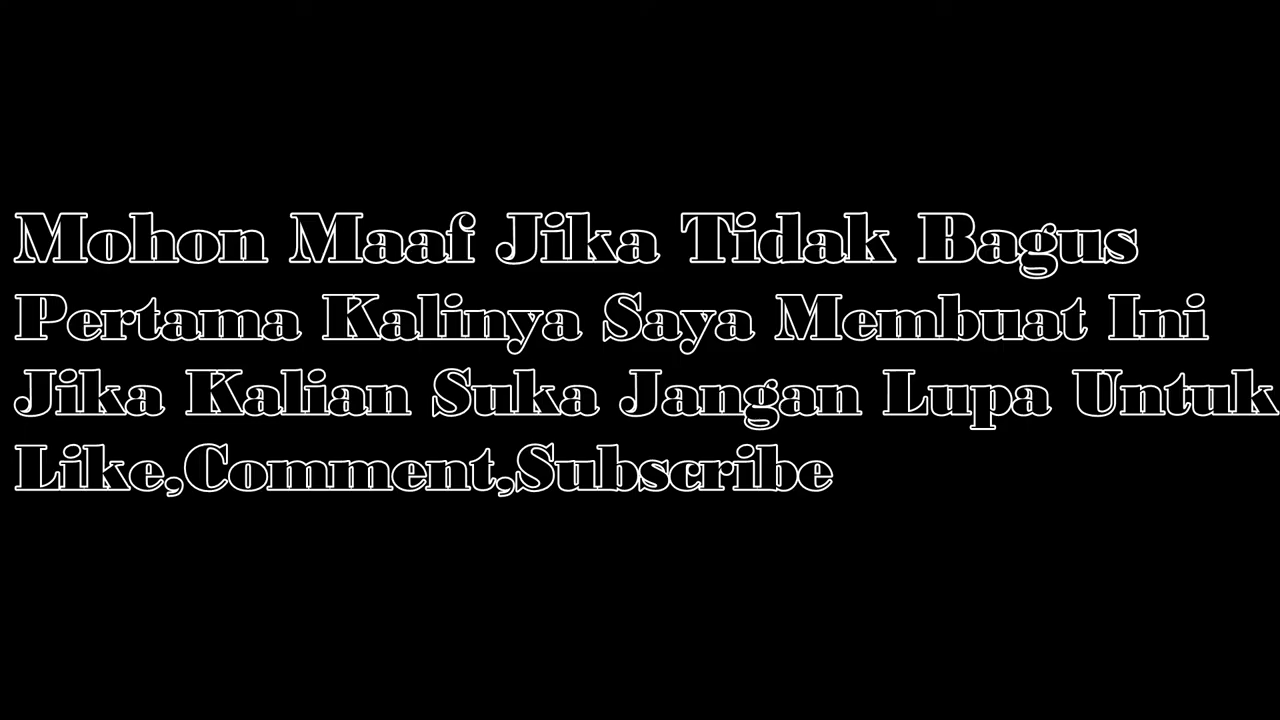 Mohon Maaf Jika Tidak Bagus
Pertama Kalinya Saya Membuat Ini
Jika Kalian Suka Jangan Lupa Untuk
Like,Comment,Subscribe